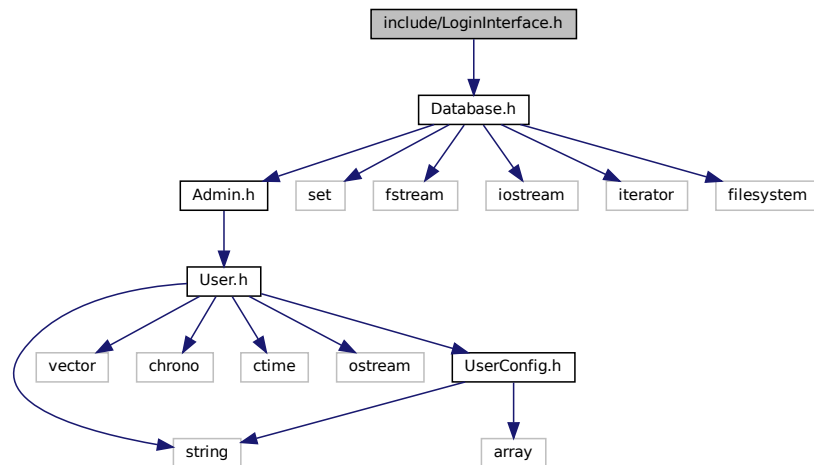 include/LoginInterface.h
Database.h
Admin.h
set
fstream
iostream
iterator
filesystem
User.h
vector
chrono
ctime
ostream
UserConfig.h
string
array